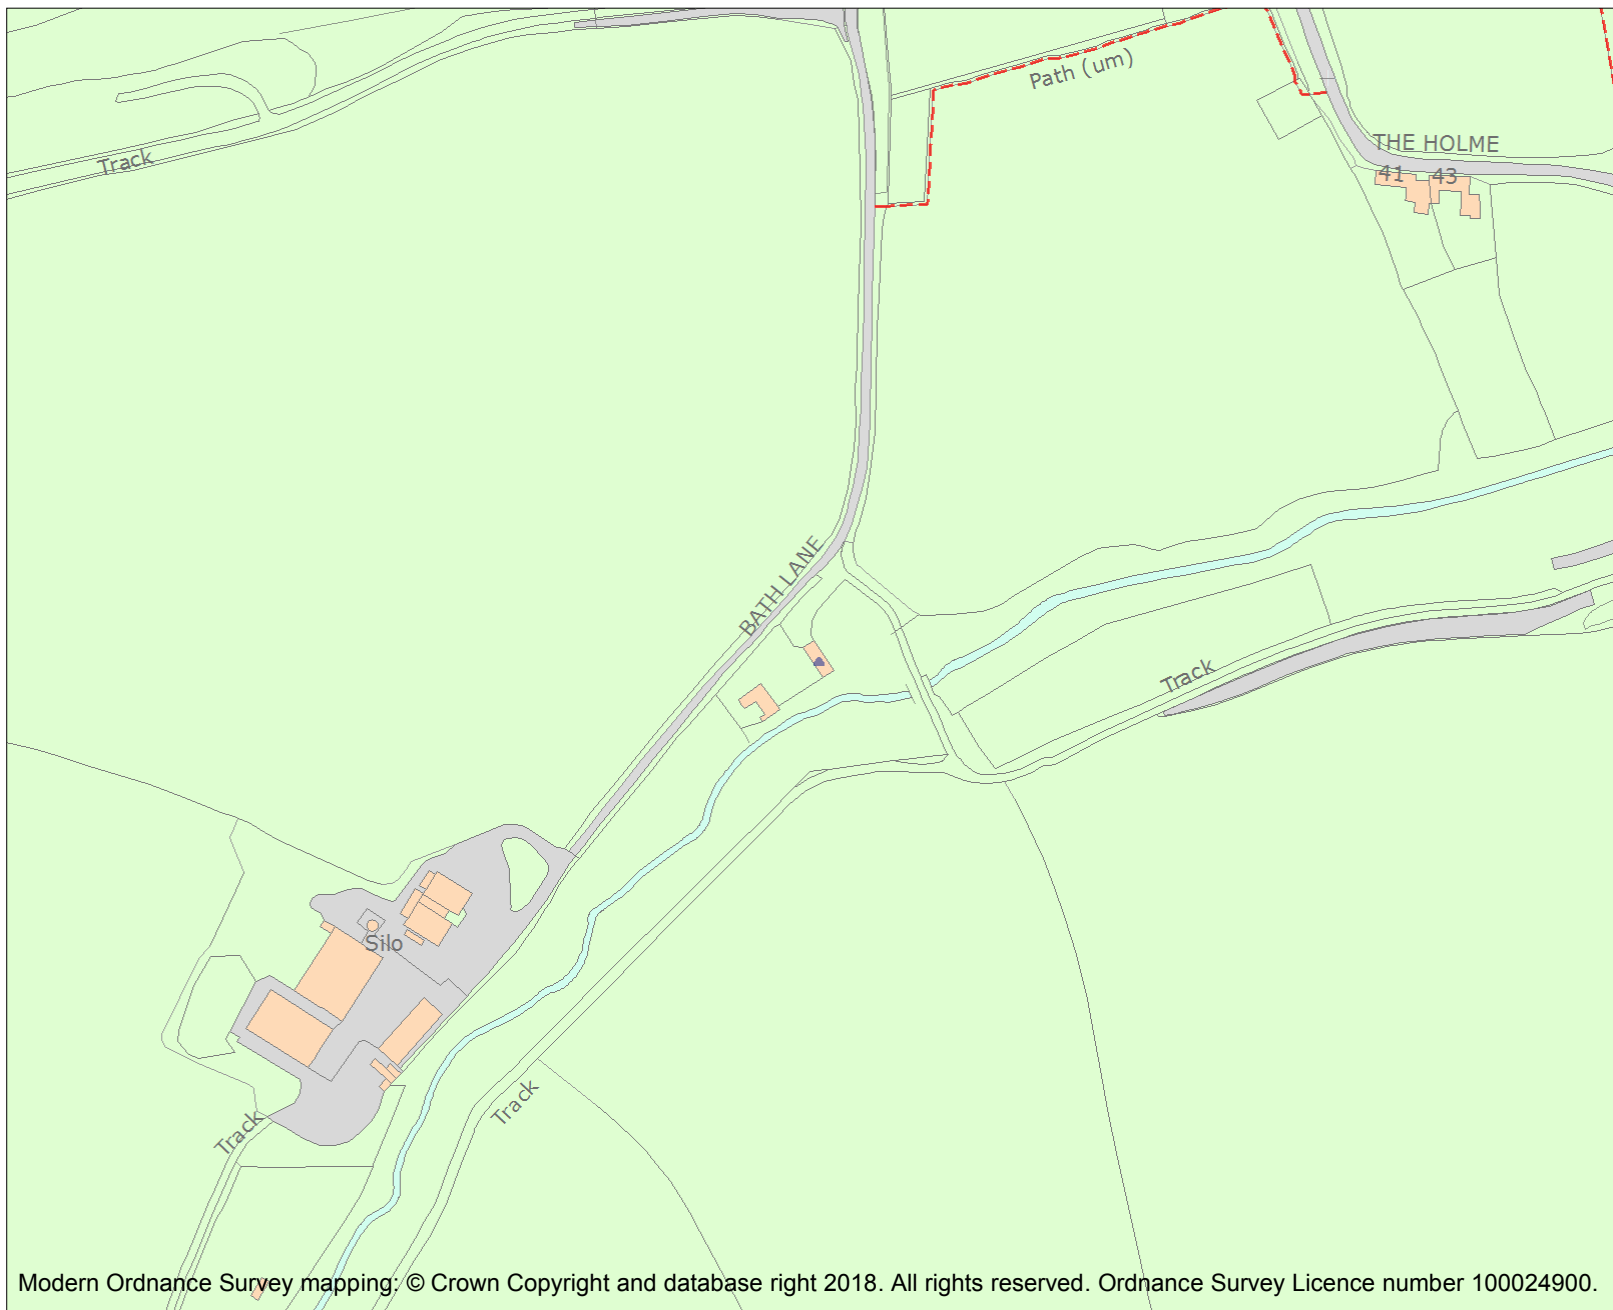 Path (um)
THE HOLME
Track
41
43
BATH LANE
Track
Silo
Track
Track
Modern Ordnance Survey mapping: © Crown Copyright and database right 2018. All rights reserved. Ordnance Survey Licence number 100024900.